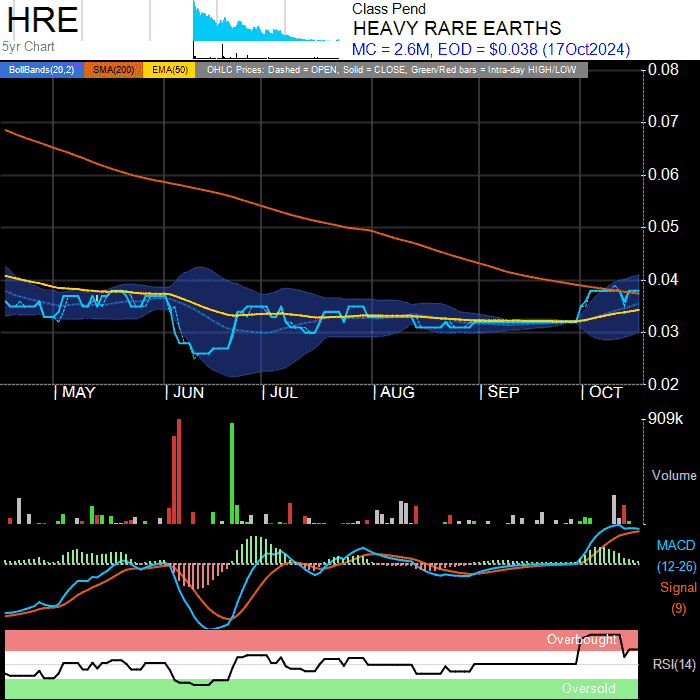 HRE
5yr Chart
Class Pend
HEAVY RARE EARTHS
MC = 2.6M, EOD = $0.038 (17Oct2024)
BollBands(20,2) SMA(200) EMA(50) OHLC Prices: Dashed = OPEN, Solid = CLOSE, Green/Red bars = Intra-day HIGH/LOW
0.08
0.07
0.06
0.05
0.04
0.03
0.02
MAY JUN JUL AUG SEP OCT
909k
Volume
MACD
(12-26)
Signal
(9)
Overbought
RSI(14)
Oversold